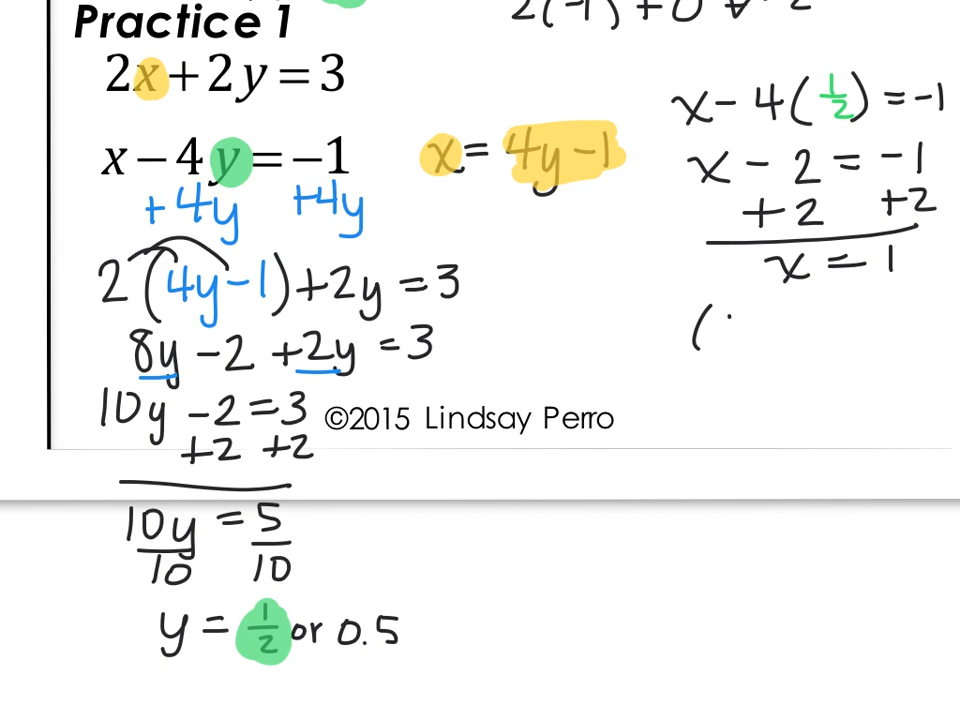 Practice 1
2x + 2y = 3
x − 4y = −1
+4y +4y
x = 4y − 1
2(4y − 1) + 2y = 3
8y − 2 + 2y = 3
10y − 2 = 3
+2 +2
©2015 Lindsay Perro
10y = 5
10 10
y = 1/2 or 0.5
x − 4(1/2) = −1
x − 2 = −1
+2 +2
x = 1
(